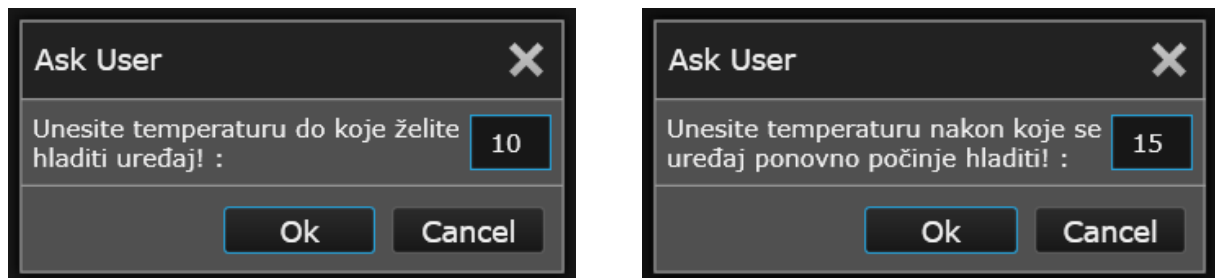 Ask User
Unesite temperaturu do koje želite
hladiti uređaj! :
10
Ok
Cancel
Ask User
Unesite temperaturu nakon koje se
uređaj ponovno počinje hladiti! :
15
Ok
Cancel